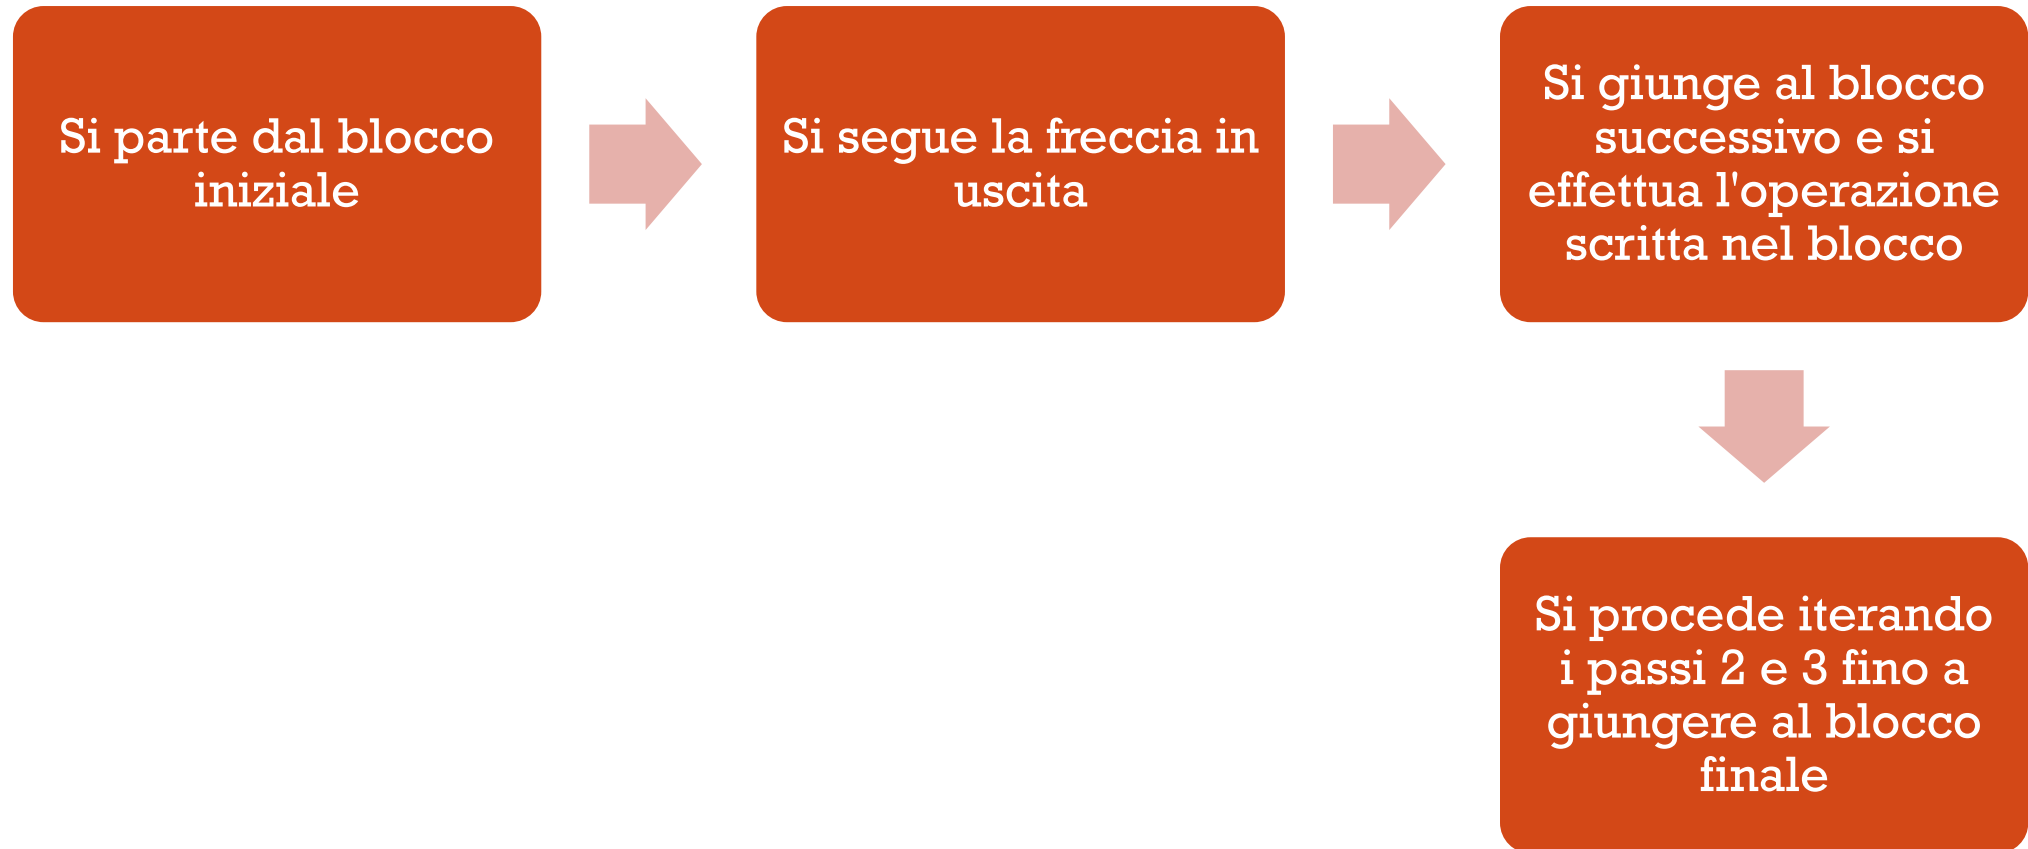 Si parte dal blocco
iniziale
Si segue la freccia in
uscita
Si giunge al blocco
successivo e si
effettua l'operazione
scritta nel blocco
Si procede iterando
i passi 2 e 3 fino a
giungere al blocco
finale